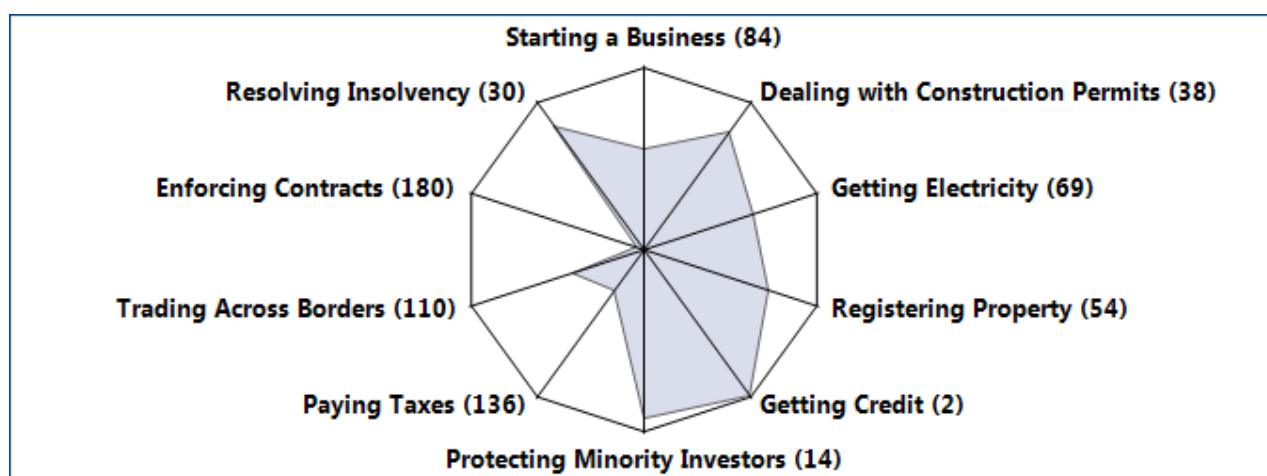 Starting a Business (84)
Resolving Insolvency (30)
Dealing with Construction Permits (38)
Enforcing Contracts (180)
Getting Electricity (69)
Trading Across Borders (110)
Registering Property (54)
Paying Taxes (136)
Getting Credit (2)
Protecting Minority Investors (14)